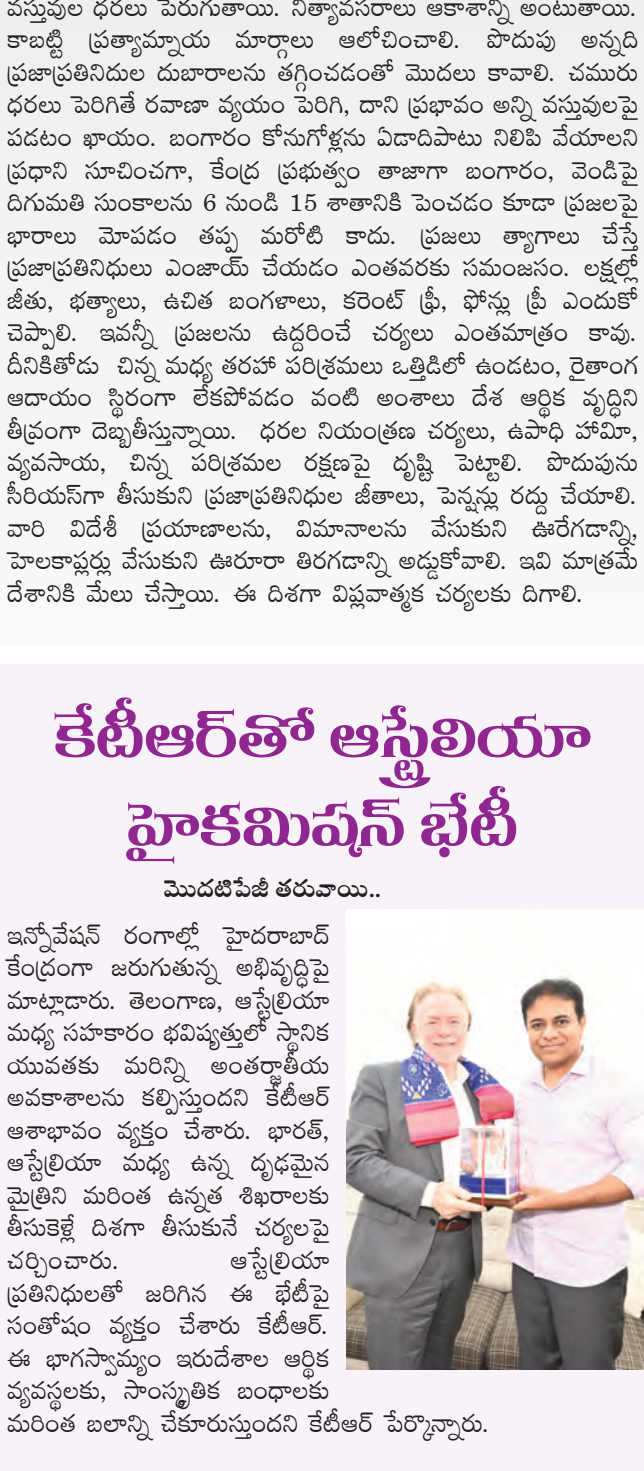 వస్తువుల ధరలు పెరుగుతాయి. నిత్యావసరాలు ఆకాశాన్ని అంటుతాయి.
కాబట్టి ప్రత్యామ్నాయ మార్గాలు ఆలోచించాలి. పొదుపు అన్నది
ప్రజాప్రతినిదుల దుబారాలను తగ్గించడంతో మొదలు కావాలి. చమురు
ధరలు పెరిగితే రవాణా వ్యయం పెరిగి, దాని ప్రభావం అన్ని వస్తువులపై
పడటం ఖాయం. బంగారం కోనుగోళ్లను ఏడాదిపాటు నిలిపి వేయాలని
ప్రధాని సూచించగా, కేంద్ర ప్రభుత్వం తాజాగా బంగారం, వెండిపై
దిగుమతి సుంకాలను 6 నుండి 15 శాతానికి పెంచడం కూడా ప్రజలపై
భారాలు మోపడం తప్ప మరోటి కాదు. ప్రజలు త్యాగాలు చేస్తే
ప్రజాప్రతినిధులు ఎంజాయ్ చేయడం ఎంతవరకు సమంజసం. లక్షల్లో
జీతు, భత్యాలు, ఉచిత బంగళాలు, కరెంట్ ఫ్రీ, ఫోన్లు ప్రీ ఎందుకో
చెప్పాలి. ఇవన్నీ ప్రజలను ఉద్దరించే చర్యలు ఎంతమాత్రం కావు.
దీనికితోడు చిన్న మధ్య తరహా పరిశ్రమలు ఒత్తిడిలో ఉండటం, రైతాంగ
ఆదాయం స్థిరంగా లేకపోవడం వంటి అంశాలు దేశ ఆర్థిక వృద్ధిని
తీవ్రంగా దెబ్బతీస్తున్నాయి. ధరల నియంత్రణ చర్యలు, ఉపాధి హామీ,
వ్యవసాయ, చిన్న పరిశ్రమల రక్షణపై దృష్టి పెట్టాలి. పొదుపును
సీరియస్‌గా తీసుకుని ప్రజాప్రతినిధుల జీతాలు, పెన్షన్లు రద్దు చేయాలి.
వారి విదేశీ ప్రయాణాలను, విమానాలను వేసుకుని ఊరేగడాన్ని,
హెలకాప్టర్లు వేసుకుని ఊరూరా తిరగడాన్ని అడ్డుకోవాలి. ఇవి మాత్రమే
దేశానికి మేలు చేస్తాయి. ఈ దిశగా విప్లవాత్మక చర్యలకు దిగాలి.
కేటీఆర్‌తో ఆస్ట్రేలియా
హైకమిషన్ భేటీ
మొదటిపేజీ తరువాయి..
ఇన్నోవేషన్ రంగాల్లో హైదరాబాద్
కేంద్రంగా జరుగుతున్న అభివృద్ధిపై
మాట్లాడారు. తెలంగాణ, ఆస్ట్రేలియా
మధ్య సహకారం భవిష్యత్తులో స్థానిక
యువతకు మరిన్ని అంతర్జాతీయ
అవకాశాలను కల్పిస్తుందని కేటీఆర్
ఆశాభావం వ్యక్తం చేశారు. భారత్,
ఆస్ట్రేలియా మధ్య ఉన్న దృఢమైన
మైత్రిని మరింత ఉన్నత శిఖరాలకు
తీసుకెళ్లే దిశగా తీసుకునే చర్యలపై
చర్చించారు. ఆస్ట్రేలియా
ప్రతినిధులతో జరిగిన ఈ భేటీపై
సంతోషం వ్యక్తం చేశారు కేటీఆర్.
ఈ భాగస్వామ్యం ఇరుదేశాల ఆర్థిక
వ్యవస్థలకు, సాంస్కృతిక బంధాలకు
మరింత బలాన్ని చేకూరుస్తుందని కేటీఆర్ పేర్కొన్నారు.